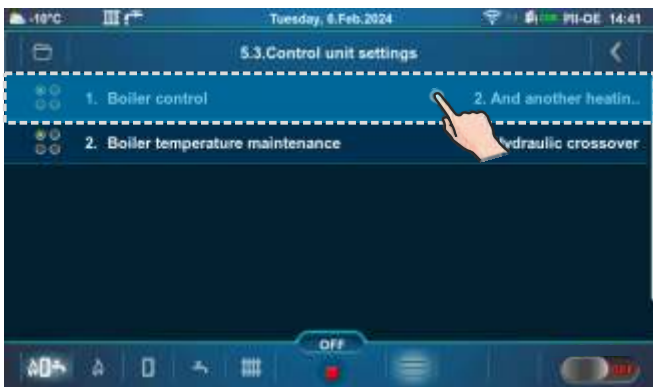 -10°C Tuesday, 6.Feb.2024 PII-OE 14:41
5.3.Control unit settings
1. Boiler control 2. And another heatin..
2. Boiler temperature maintenance ydraulic crossover
OFF
OFF